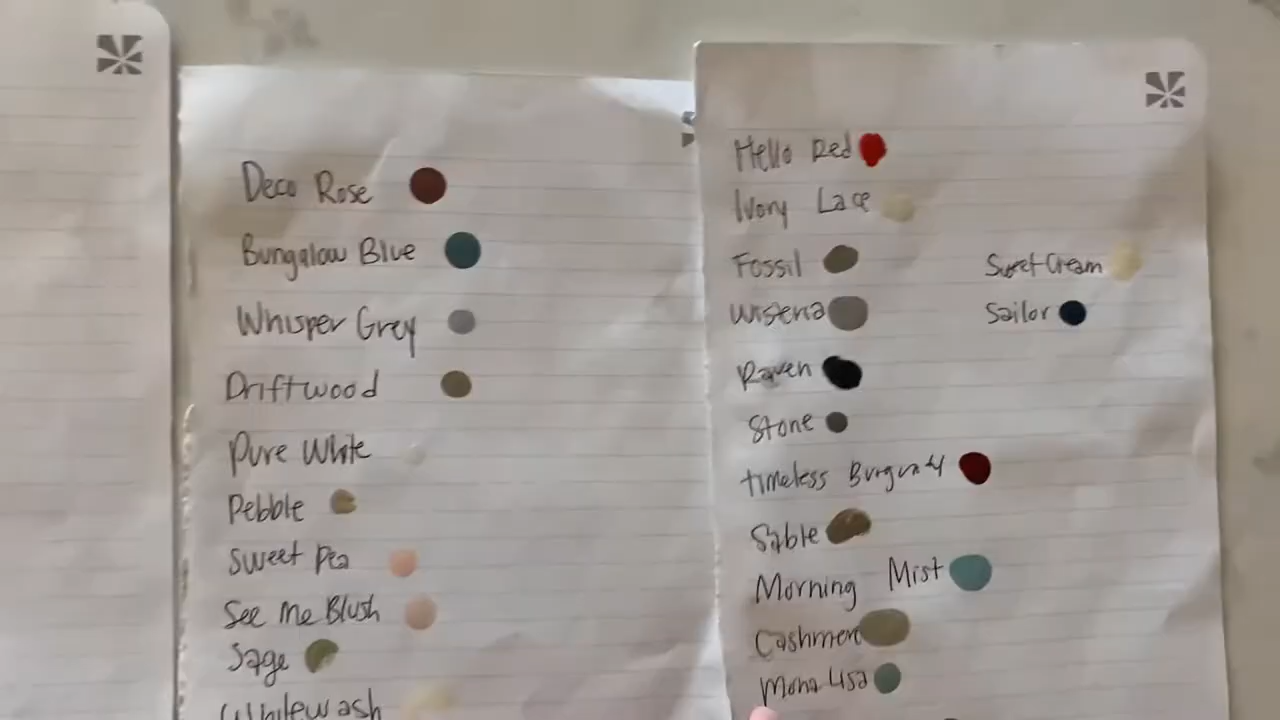 Deco Rose
Bungalow Blue
Whisper Grey
Driftwood
Pure White
Pebble
Sweet Pea
See Me Blush
Sage
Whitewash
Hello Red
Ivory Lace
Fossil
Wisteria
Raven
Stone
timeless Burgundy
Sable
Morning Mist
Cashmere
Mona Lisa
Sweet Cream
Sailor